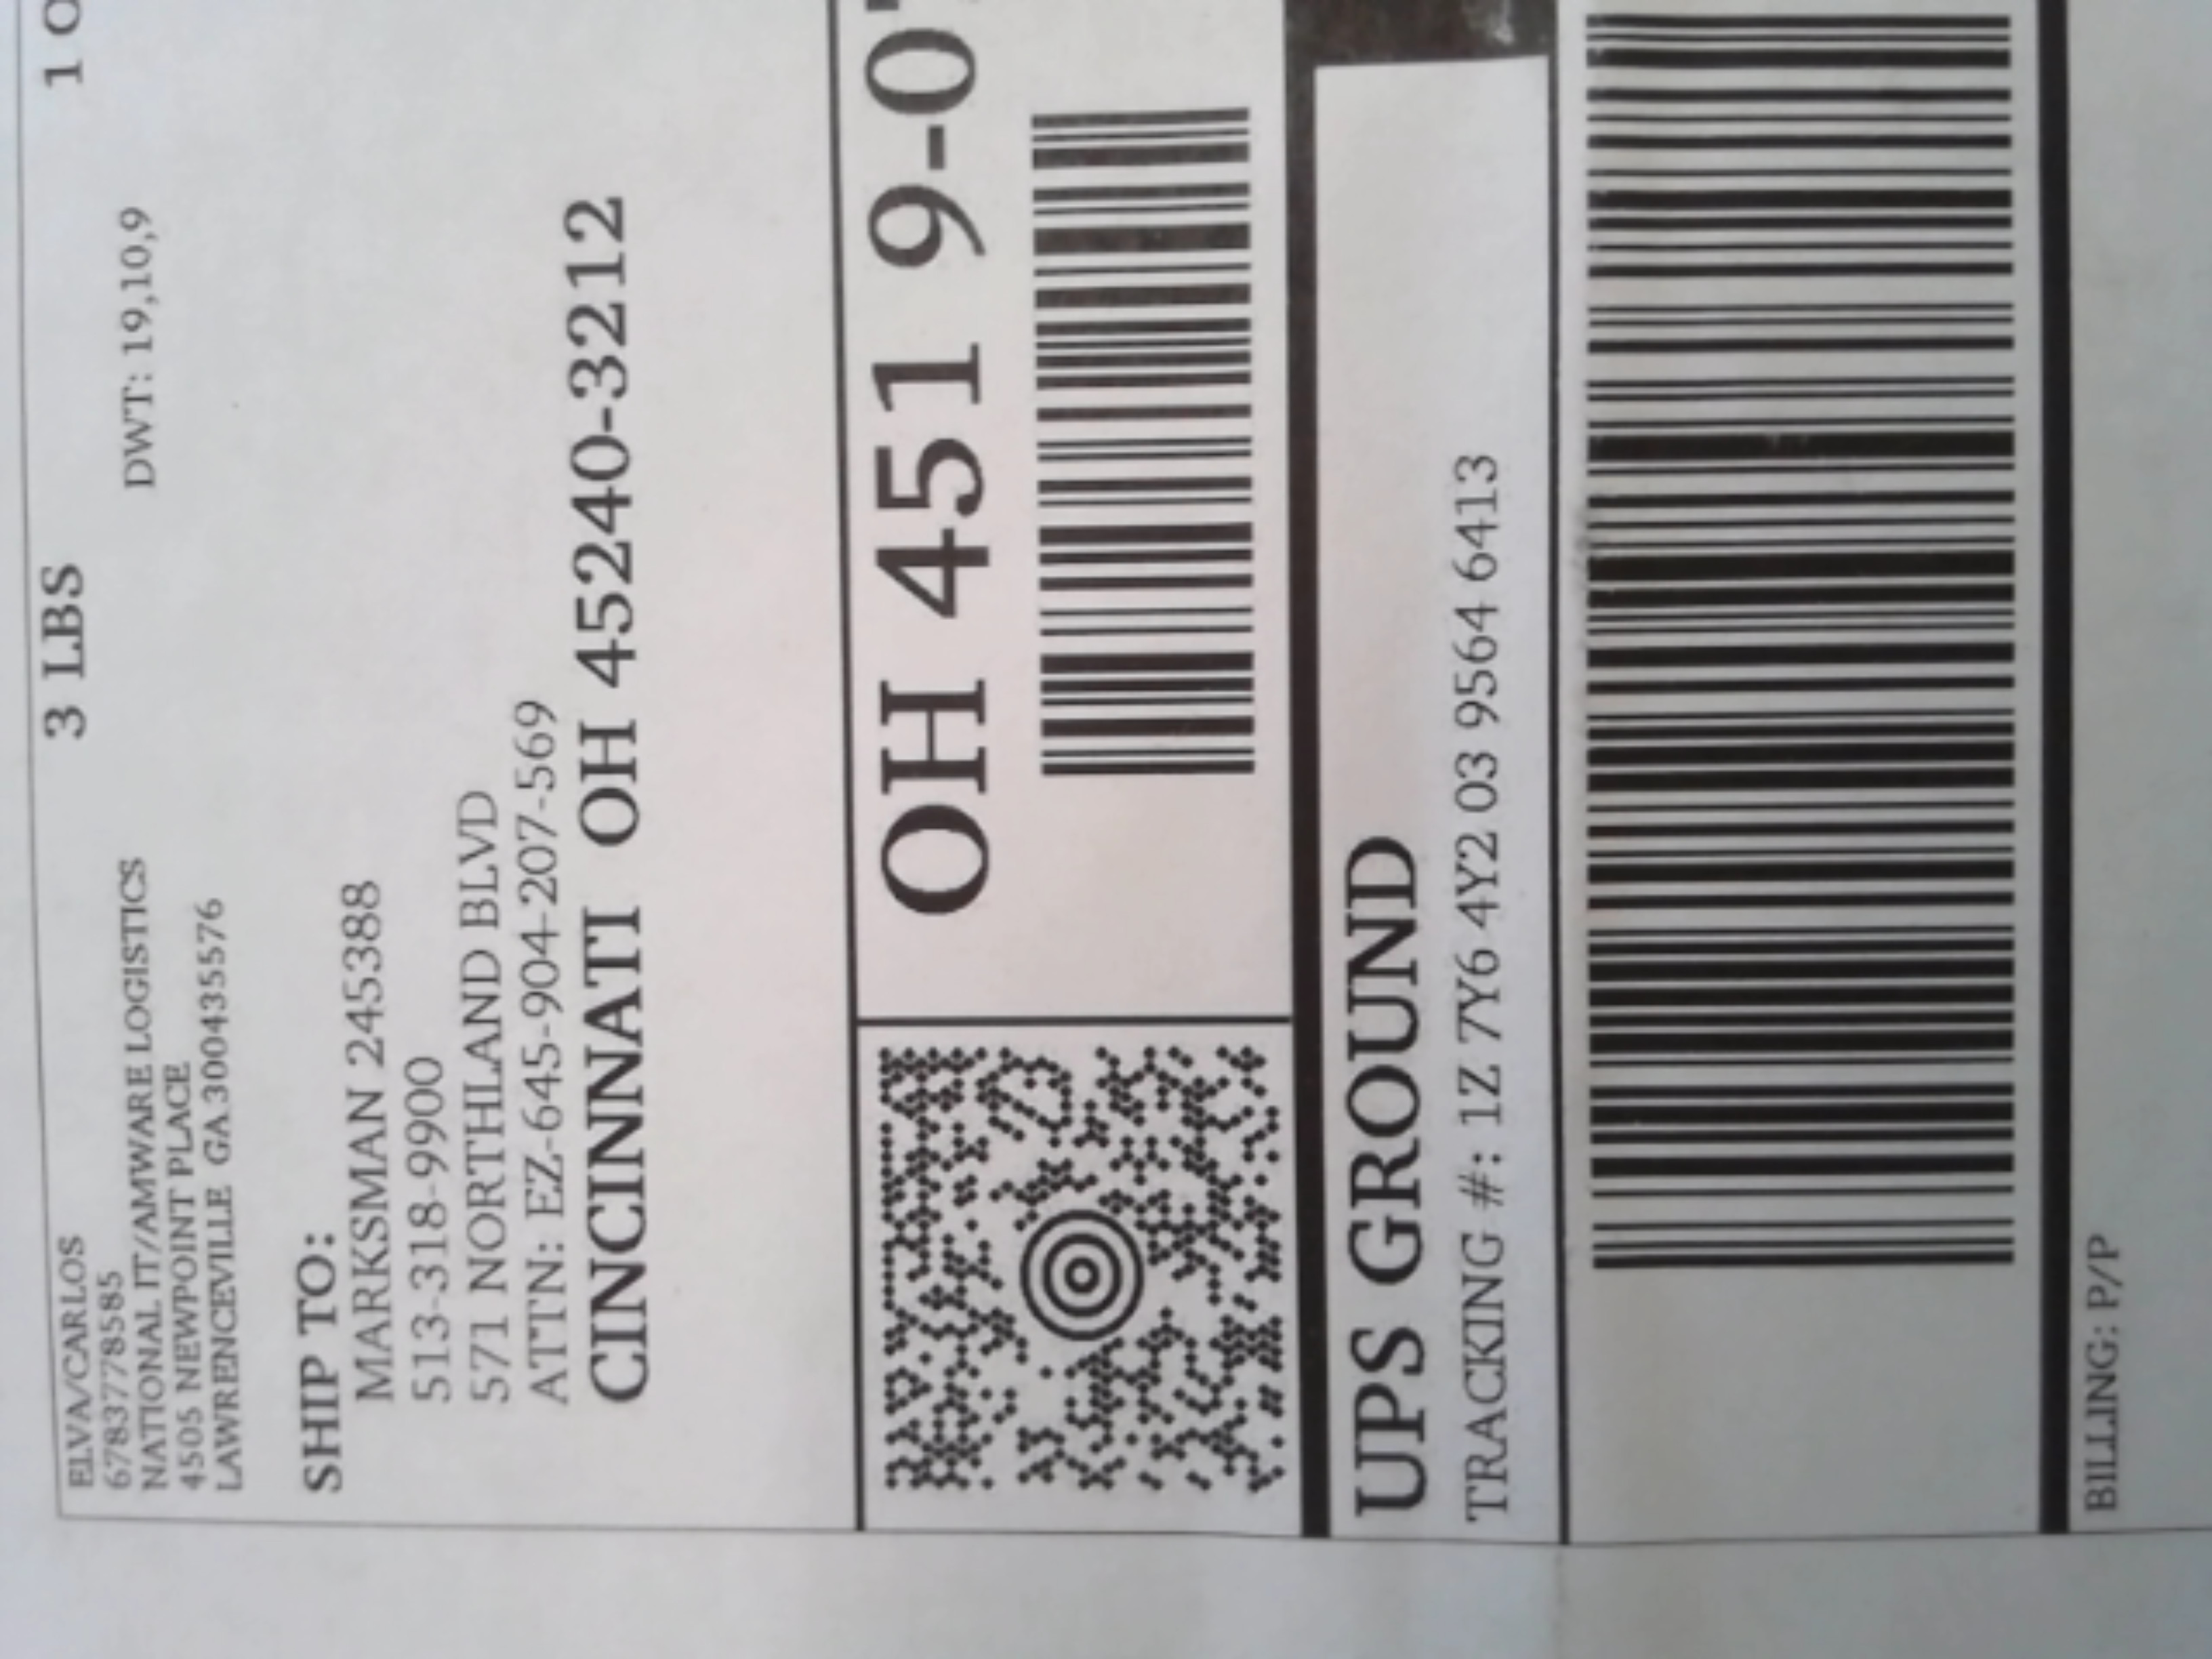 ELVA/CARLOS
6783778585
NATIONAL IT/AMWARE LOGISTICS
4505 NEWPOINT PLACE
LAWRENCEVILLE GA 300435576
3 LBS
1 O
DWT: 19,10,9
SHIP TO:
MARKSMAN 245388
513-318-9900
571 NORTHLAND BLVD
ATTN: EZ-645-904-207-569
CINCINNATI OH 45240-3212
OH 451 9-0
UPS GROUND
TRACKING #: 1Z 7Y6 4Y2 03 9564 6413
BILLING: P/P